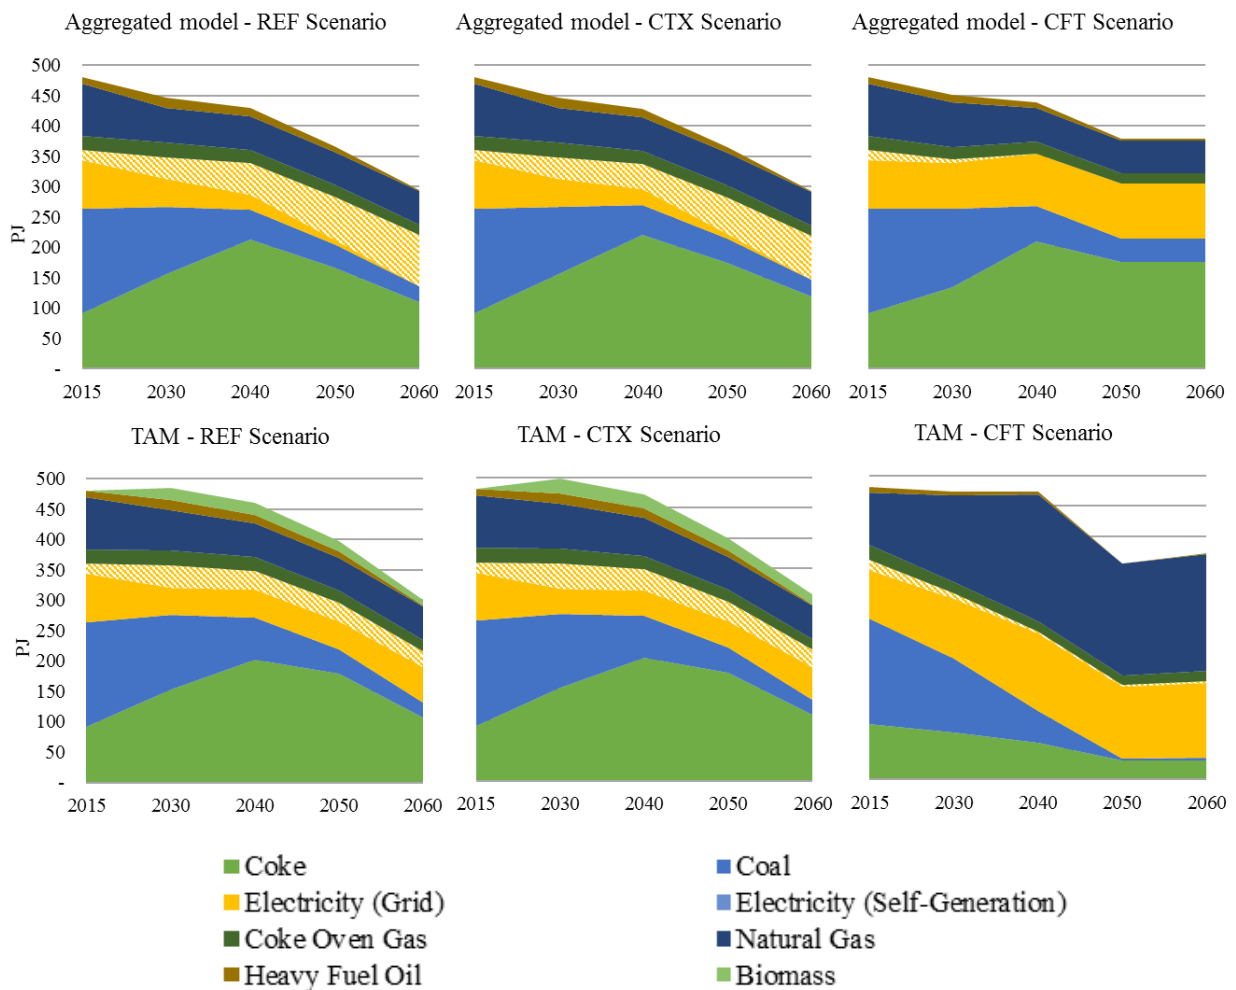 Aggregated model - REF Scenario
Aggregated model - CTX Scenario
Aggregated model - CFT Scenario
500
450
400
350
300
250
200
150
100
50
-
PJ
2015 2030 2040 2050 2060
2015 2030 2040 2050 2060
2015 2030 2040 2050 2060
TAM - REF Scenario
TAM - CTX Scenario
TAM - CFT Scenario
500
450
400
350
300
250
200
150
100
50
-
PJ
2015 2030 2040 2050 2060
2015 2030 2040 2050 2060
2015 2030 2040 2050 2060
Coke
Coal
Electricity (Grid)
Electricity (Self-Generation)
Coke Oven Gas
Natural Gas
Heavy Fuel Oil
Biomass